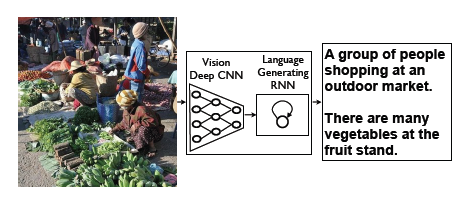 Vision
Deep CNN
Language
Generating
RNN
A group of people
shopping at an
outdoor market.
There are many
vegetables at the
fruit stand.